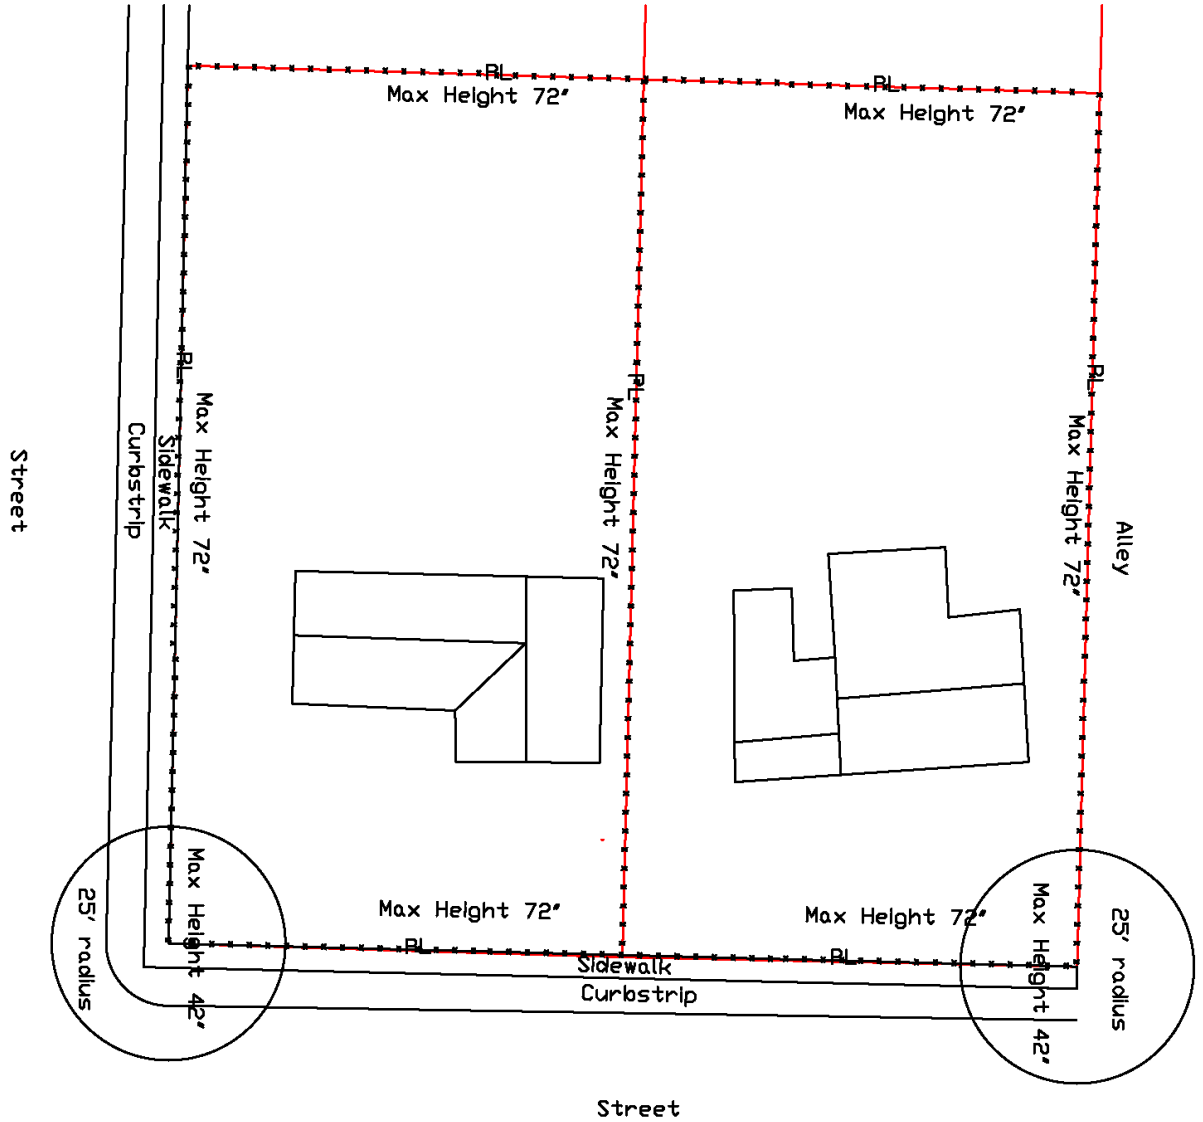 PL
PL
Max Height 72"
Max Height 72"
PL
PL
PL
Max Height 72"
Max Height 72"
Max Height 72"
Street
Curbstrip
Sidewalk
Alley
Max Height 42"
25' radius
Max Height 72"
PL
Max Height 72"
PL
Max Height 42"
25' radius
Sidewalk
Curbstrip
Street